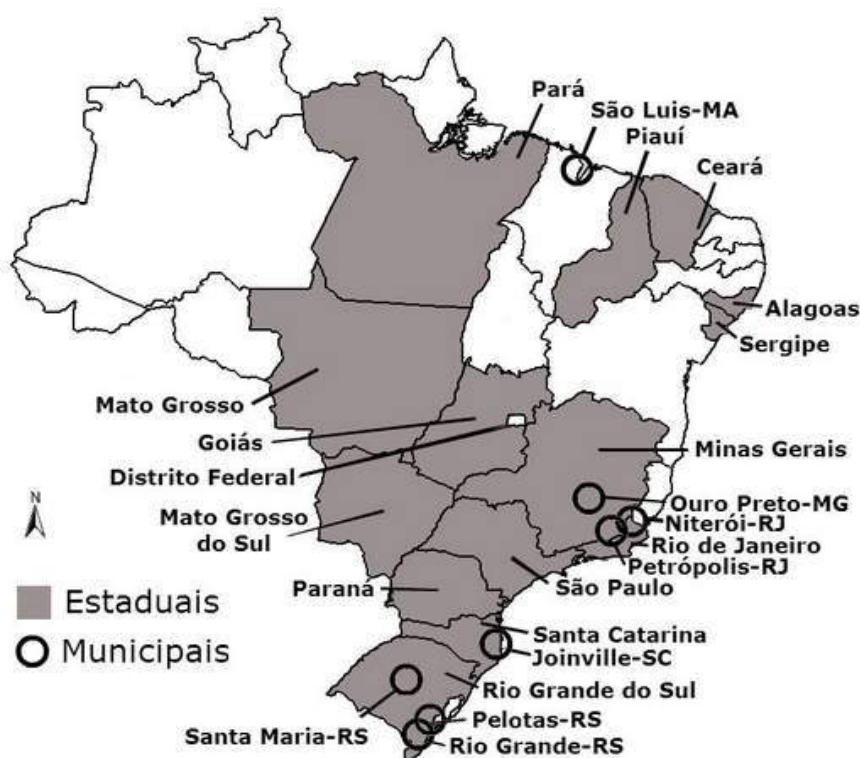 Pará
São Luis-MA
Piauí
Ceará
Alagoas
Sergipe
Mato Grosso
Goiás
Distrito Federal
Minas Gerais
N
Mato Grosso
do Sul
Ouro Preto-MG
Niterói-RJ
Rio de Janeiro
Petrópolis-RJ
São Paulo
Paraná
Estaduais
Municipais
Santa Catarina
Joinville-SC
Rio Grande do Sul
Santa Maria-RS
Pelotas-RS
Rio Grande-RS